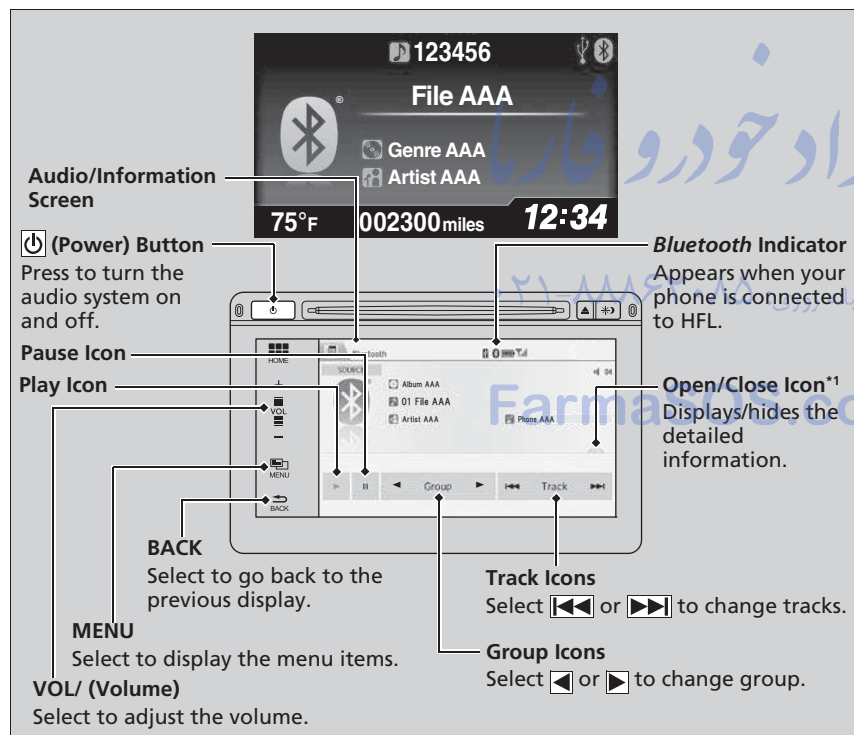 123456
File AAA
Genre AAA
Artist AAA
75°F 002300 miles 12:34
Audio/Information
Screen
(Power) Button
Press to turn the
audio system on
and off.
Pause Icon
Play Icon
Bluetooth Indicator
Appears when your
phone is connected
to HFL.
Open/Close Icon*1
Displays/hides the
detailed
information.
HOME
+
VOL
-
MENU
BACK
Bluetooth
SOURCE
Album AAA
01 File AAA
Artist AAA
Phone AAA
Group
Track
BACK
Select to go back to the
previous display.
MENU
Select to display the menu items.
VOL/ (Volume)
Select to adjust the volume.
Track Icons
Select or to change tracks.
Group Icons
Select or to change group.
FarmaSOS.co